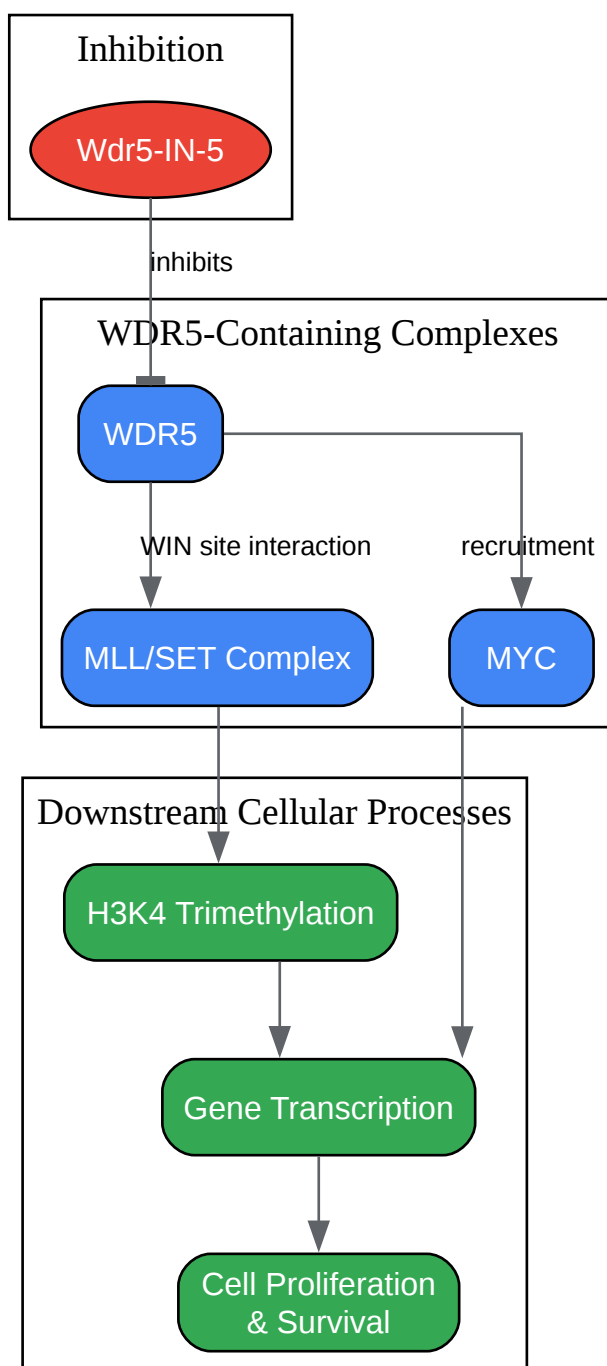 Inhibition
Wdr5-IN-5
inhibits
WDR5-Containing Complexes
WDR5
WIN site interaction
recruitment
MLL/SET Complex
MYC
Downstream Cellular Processes
H3K4 Trimethylation
Gene Transcription
Cell Proliferation
& Survival